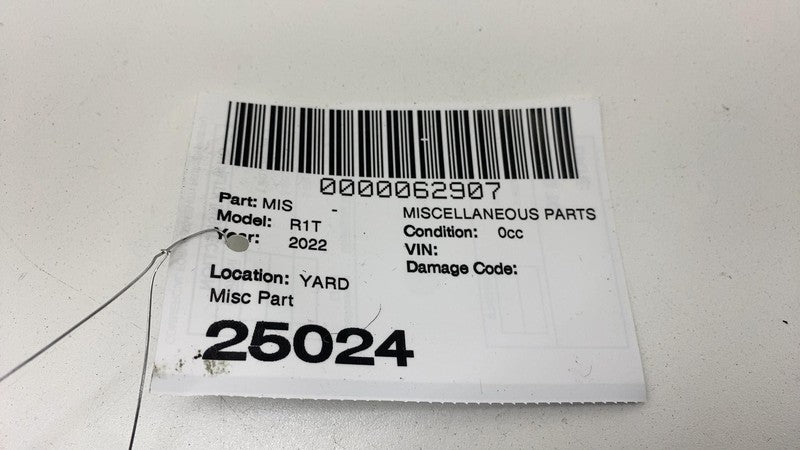 0000062907
Part: MIS - MISCELLANEOUS PARTS
Model: R1T Condition: 0cc
Year: 2022 VIN:
Damage Code:
Location: YARD
Misc Part
25024